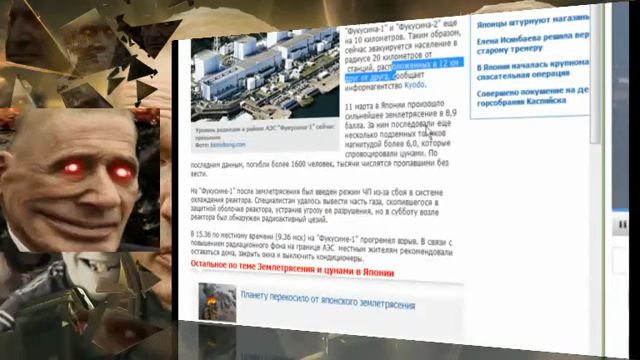 "Фукусима-1" и "Фукусима-2" еще
на 10 километров. Таким образом,
сейчас эвакуируется население в
радиусе 20 километров от
станций, расположенных в 12 км
друг от друга, сообщает
информагентство Kyodo.
11 марта в Японии произошло
сильнейшее землетрясение в 8,9
балла. За ним последовали еще
несколько подземных толчков
магнитудой более 6,0, которые
спровоцировали цунами. По
последним данным, погибли более 1600 человек, тысячи числятся пропавшими без
вести.
Уровень радиации в районе АЭС "Фукусима-1" сейчас
Фото:
На "Фукусиме-1" после землетрясения был введен режим ЧП из-за сбоя в системе
охлаждения реактора. Специалистам удалось вывести часть газа, скопившегося в
защитной оболочке реактора, устранив угрозу ее разрушения, но в субботу возле
реактора был обнаружен радиоактивный цезий.
В 15.36 по местному времени (9.36 мск) на "Фукусиме-1" прогремел взрыв. В связи с
повышением радиационного фона на границе АЭС местным жителям рекомендовали
оставаться дома, закрыть окна и выключить кондиционеры.
Остальное по теме Землетрясения и цунами в Японии
Планету перекосило от японского землетрясения
Японцы штурмуют магазины
Елена Исинбаева решила вер
старому тренеру
В Японии началась крупнома
спасательная операция
Совершено покушение на де
горсобрания Каспийска